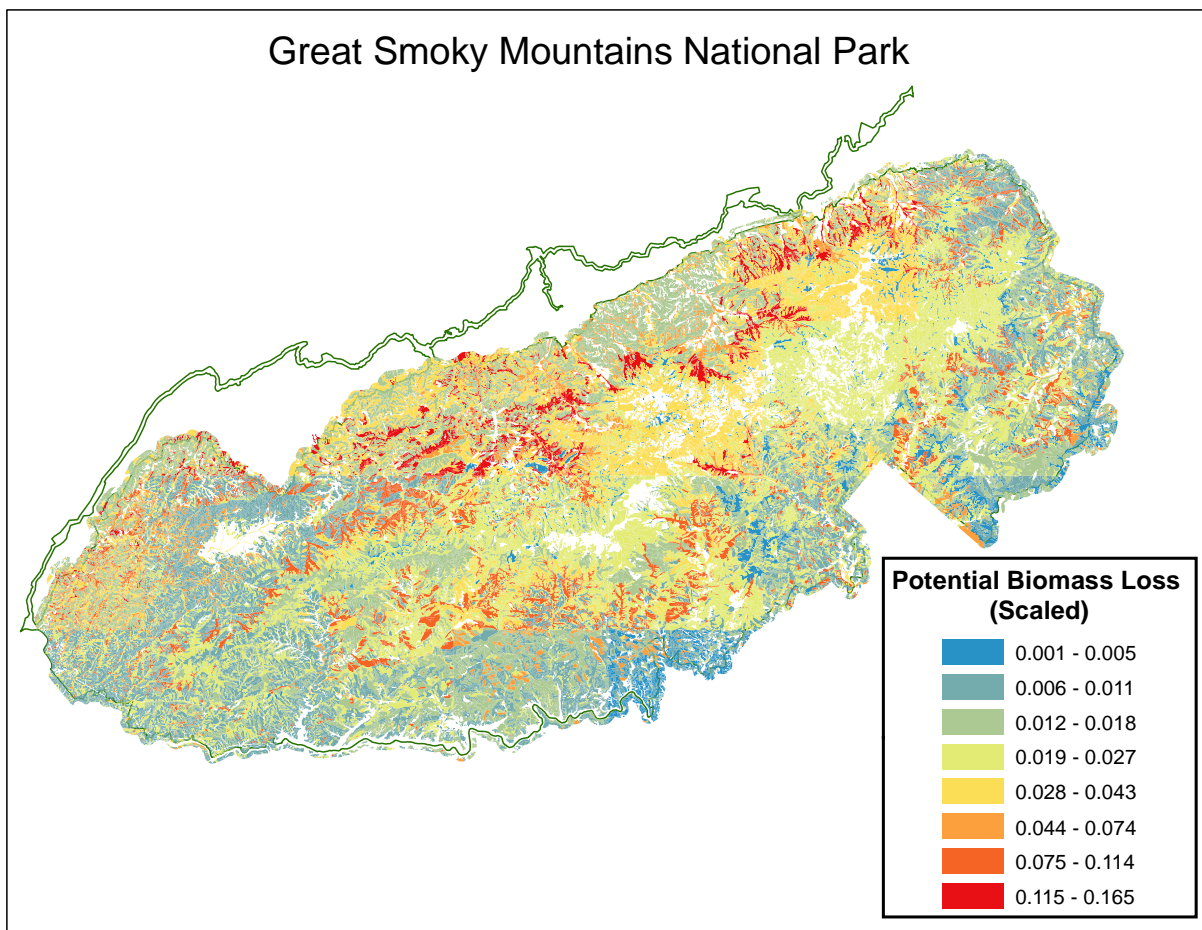 Great Smoky Mountains National Park
Potential Biomass Loss
(Scaled)
0.001 - 0.005
0.006 - 0.011
0.012 - 0.018
0.019 - 0.027
0.028 - 0.043
0.044 - 0.074
0.075 - 0.114
0.115 - 0.165